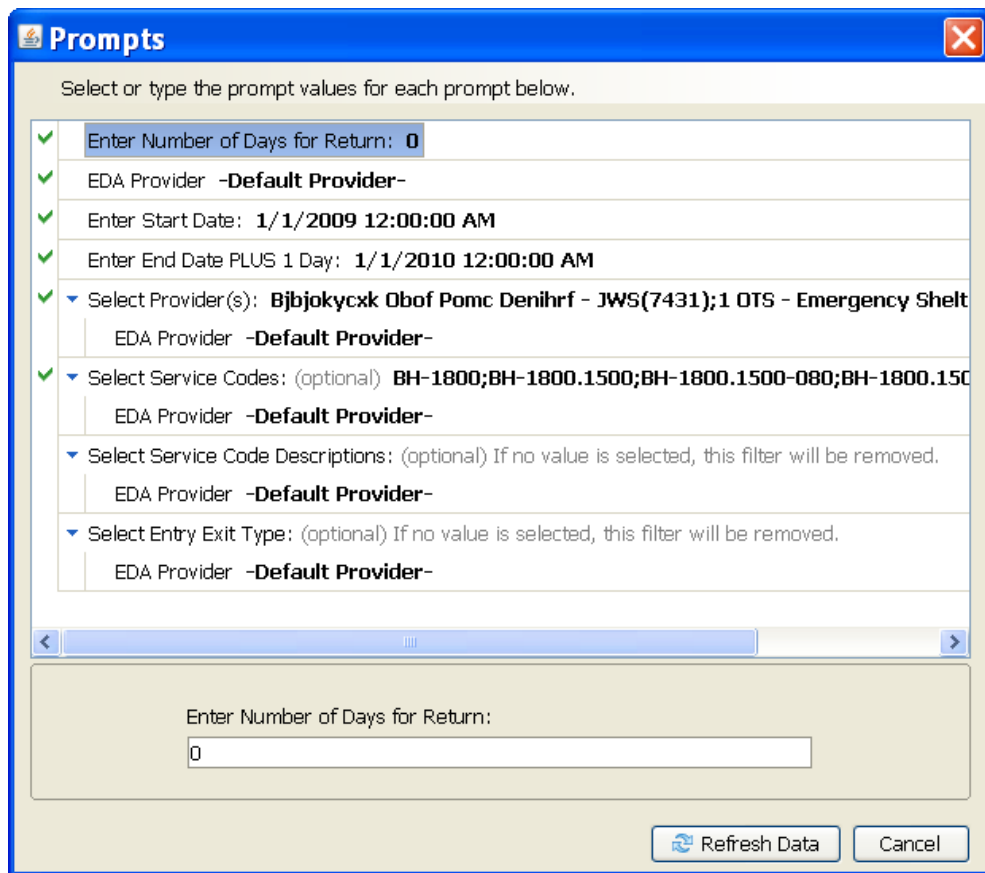 Prompts
Select or type the prompt values for each prompt below.
Enter Number of Days for Return: 0
EDA Provider -Default Provider-
Enter Start Date: 1/1/2009 12:00:00 AM
Enter End Date PLUS 1 Day: 1/1/2010 12:00:00 AM
Select Provider(s): Bjbjokycxk Obof Pomc Denihrf - JWS(7431);1 OTS - Emergency Shelt
EDA Provider -Default Provider-
Select Service Codes: (optional) BH-1800;BH-1800.1500;BH-1800.1500-080;BH-1800.150
EDA Provider -Default Provider-
Select Service Code Descriptions: (optional) If no value is selected, this filter will be removed.
EDA Provider -Default Provider-
Select Entry Exit Type: (optional) If no value is selected, this filter will be removed.
EDA Provider -Default Provider-
Enter Number of Days for Return:
0
Refresh Data Cancel